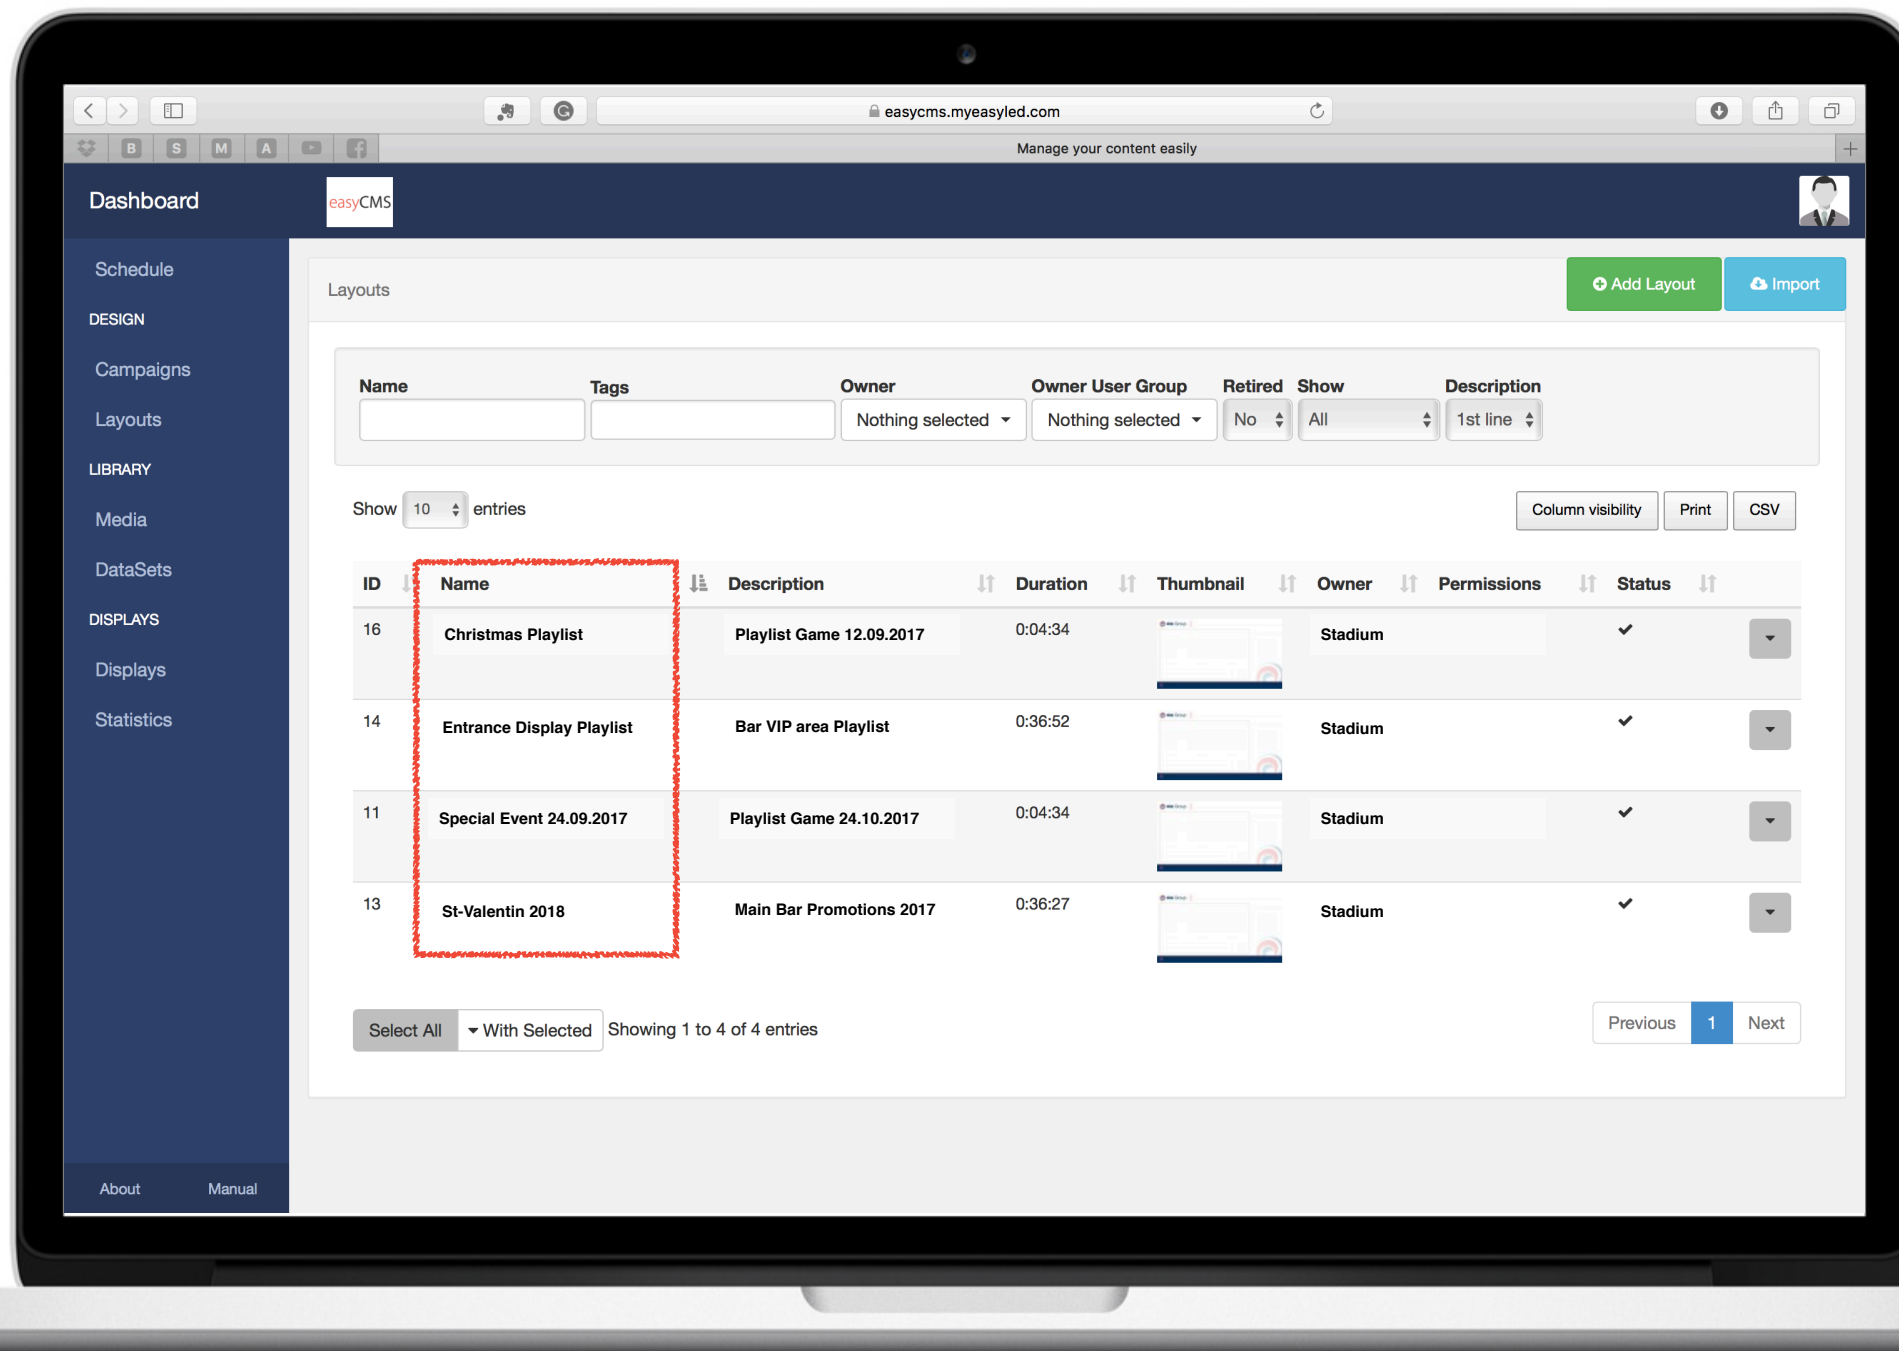 easycms.myeasyled.com
B S M A
Manage your content easily
Dashboard
easyCMS
Schedule
DESIGN
Campaigns
Layouts
LIBRARY
Media
DataSets
DISPLAYS
Displays
Statistics
About Manual
Layouts
Add Layout
Import
Name Tags Owner Owner User Group Retired Show Description
Nothing selected Nothing selected No All 1st line
Show 10 entries
Column visibility Print CSV
ID Name Description Duration Thumbnail Owner Permissions Status
16 Christmas Playlist Playlist Game 12.09.2017 0:04:34 Stadium
14 Entrance Display Playlist Bar VIP area Playlist 0:36:52 Stadium
11 Special Event 24.09.2017 Playlist Game 24.10.2017 0:04:34 Stadium
13 St-Valentin 2018 Main Bar Promotions 2017 0:36:27 Stadium
Select All With Selected Showing 1 to 4 of 4 entries
Previous 1 Next